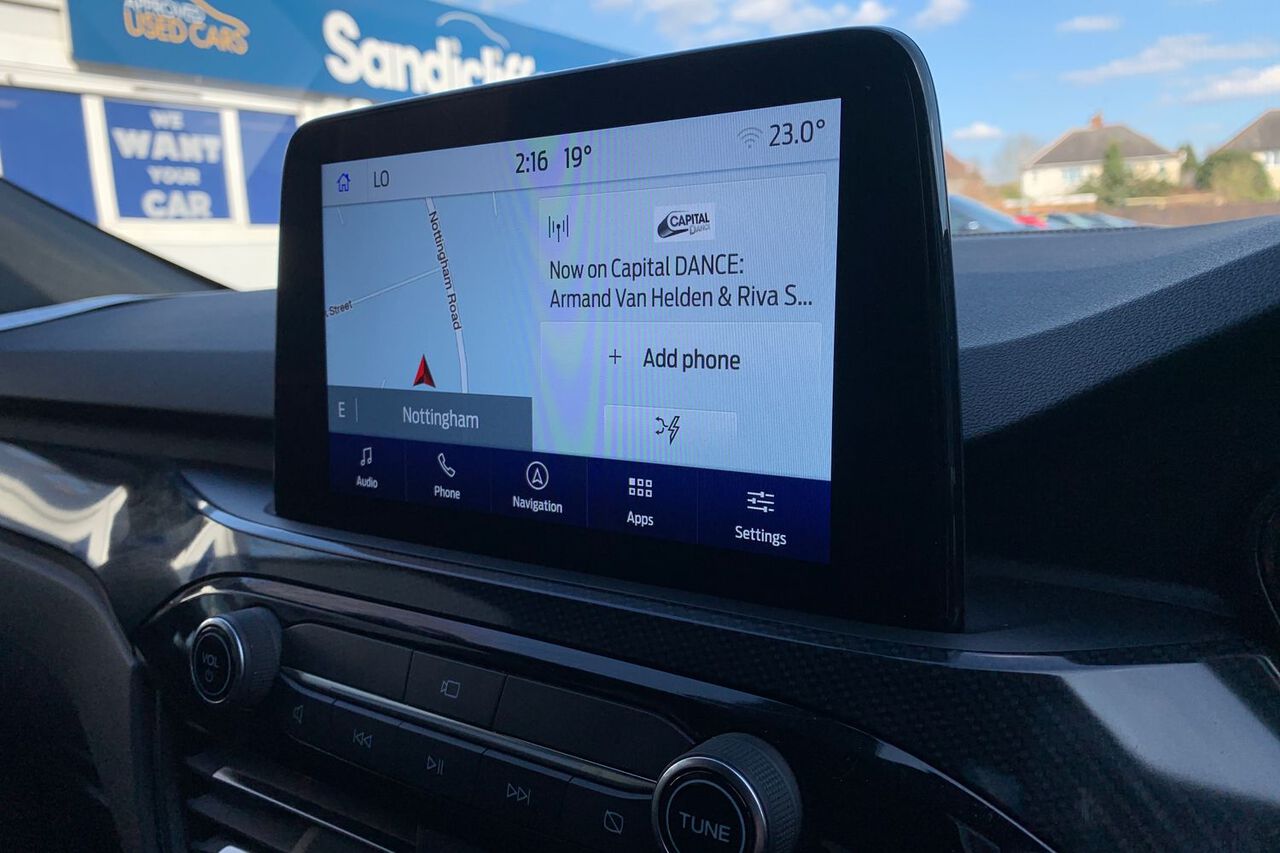 APPROVED
USED CARS
Sandicliffe
WE
WANT
YOUR
CAR
LO
2:16 19°
23.0°
CAPITAL
DANCE
Nottingham Road
Street
Now on Capital DANCE:
Armand Van Helden & Riva S...
+ Add phone
E
Nottingham
Audio
Phone
Navigation
Apps
Settings
VOL
TUNE